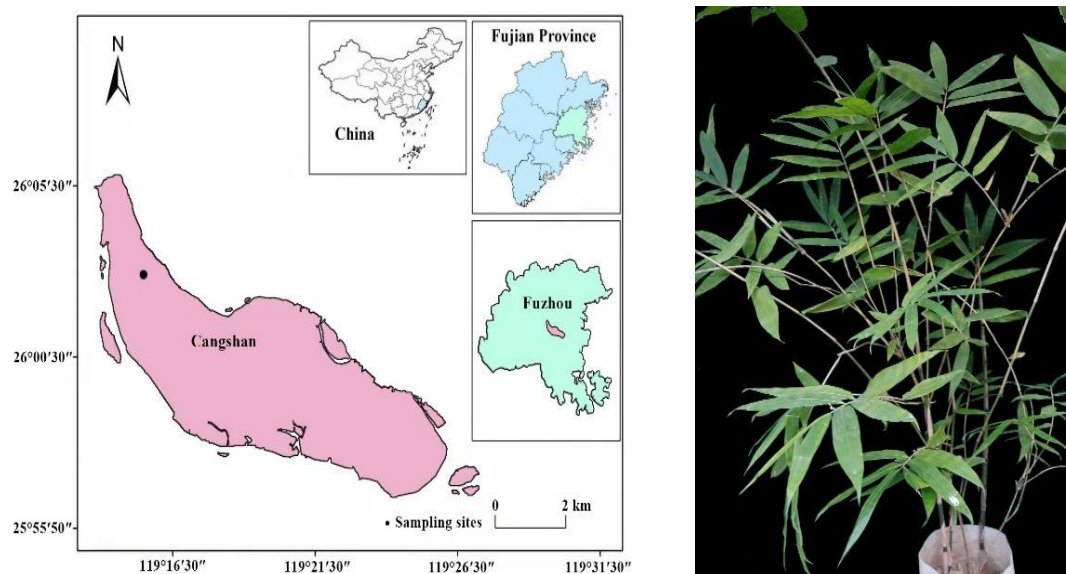 N
China
Fujian Province
26°05′30″
Cangshan
Fuzhou
26°00′30″
0 2 km
• Sampling sites
25°55′50″
119°16′30″
119°21′30″
119°26′30″
119°31′30″